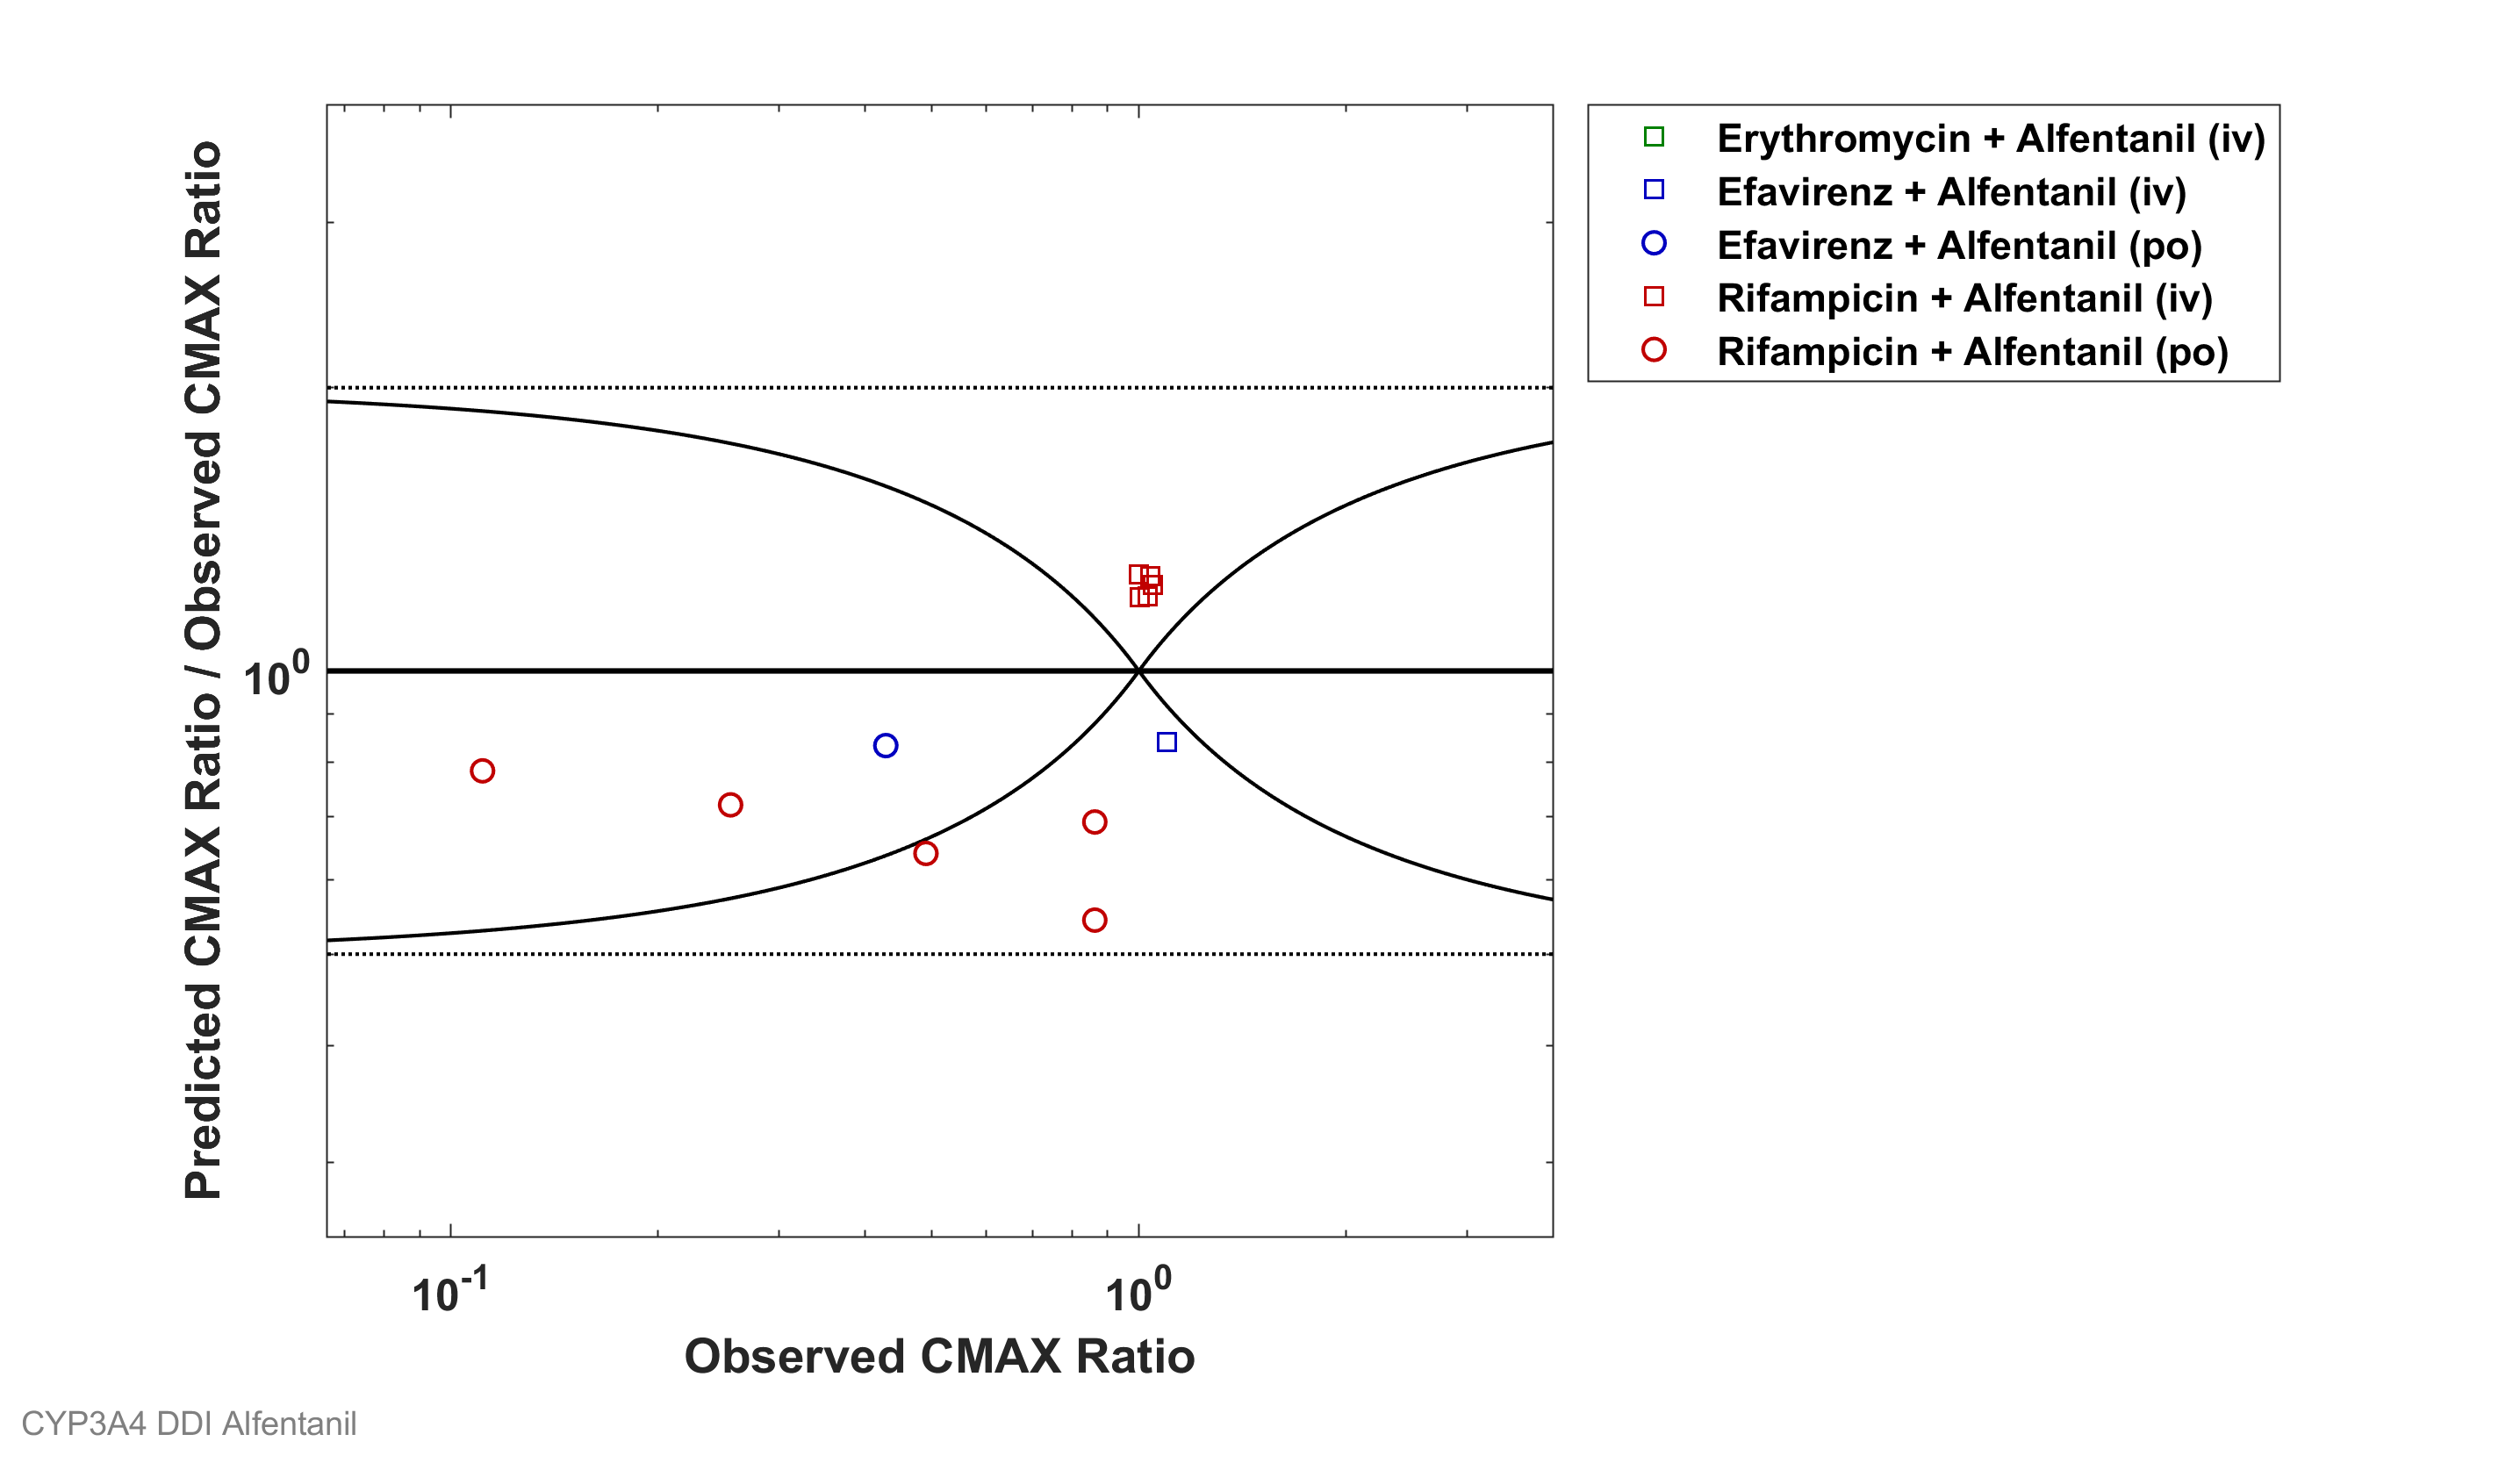 Erythromycin + Alfentanil (iv)
Efavirenz + Alfentanil (iv)
Efavirenz + Alfentanil (po)
Rifampicin + Alfentanil (iv)
Rifampicin + Alfentanil (po)
Predicted CMAX Ratio / Observed CMAX Ratio
10^0
10^-1
10^0
Observed CMAX Ratio
CYP3A4 DDI Alfentanil